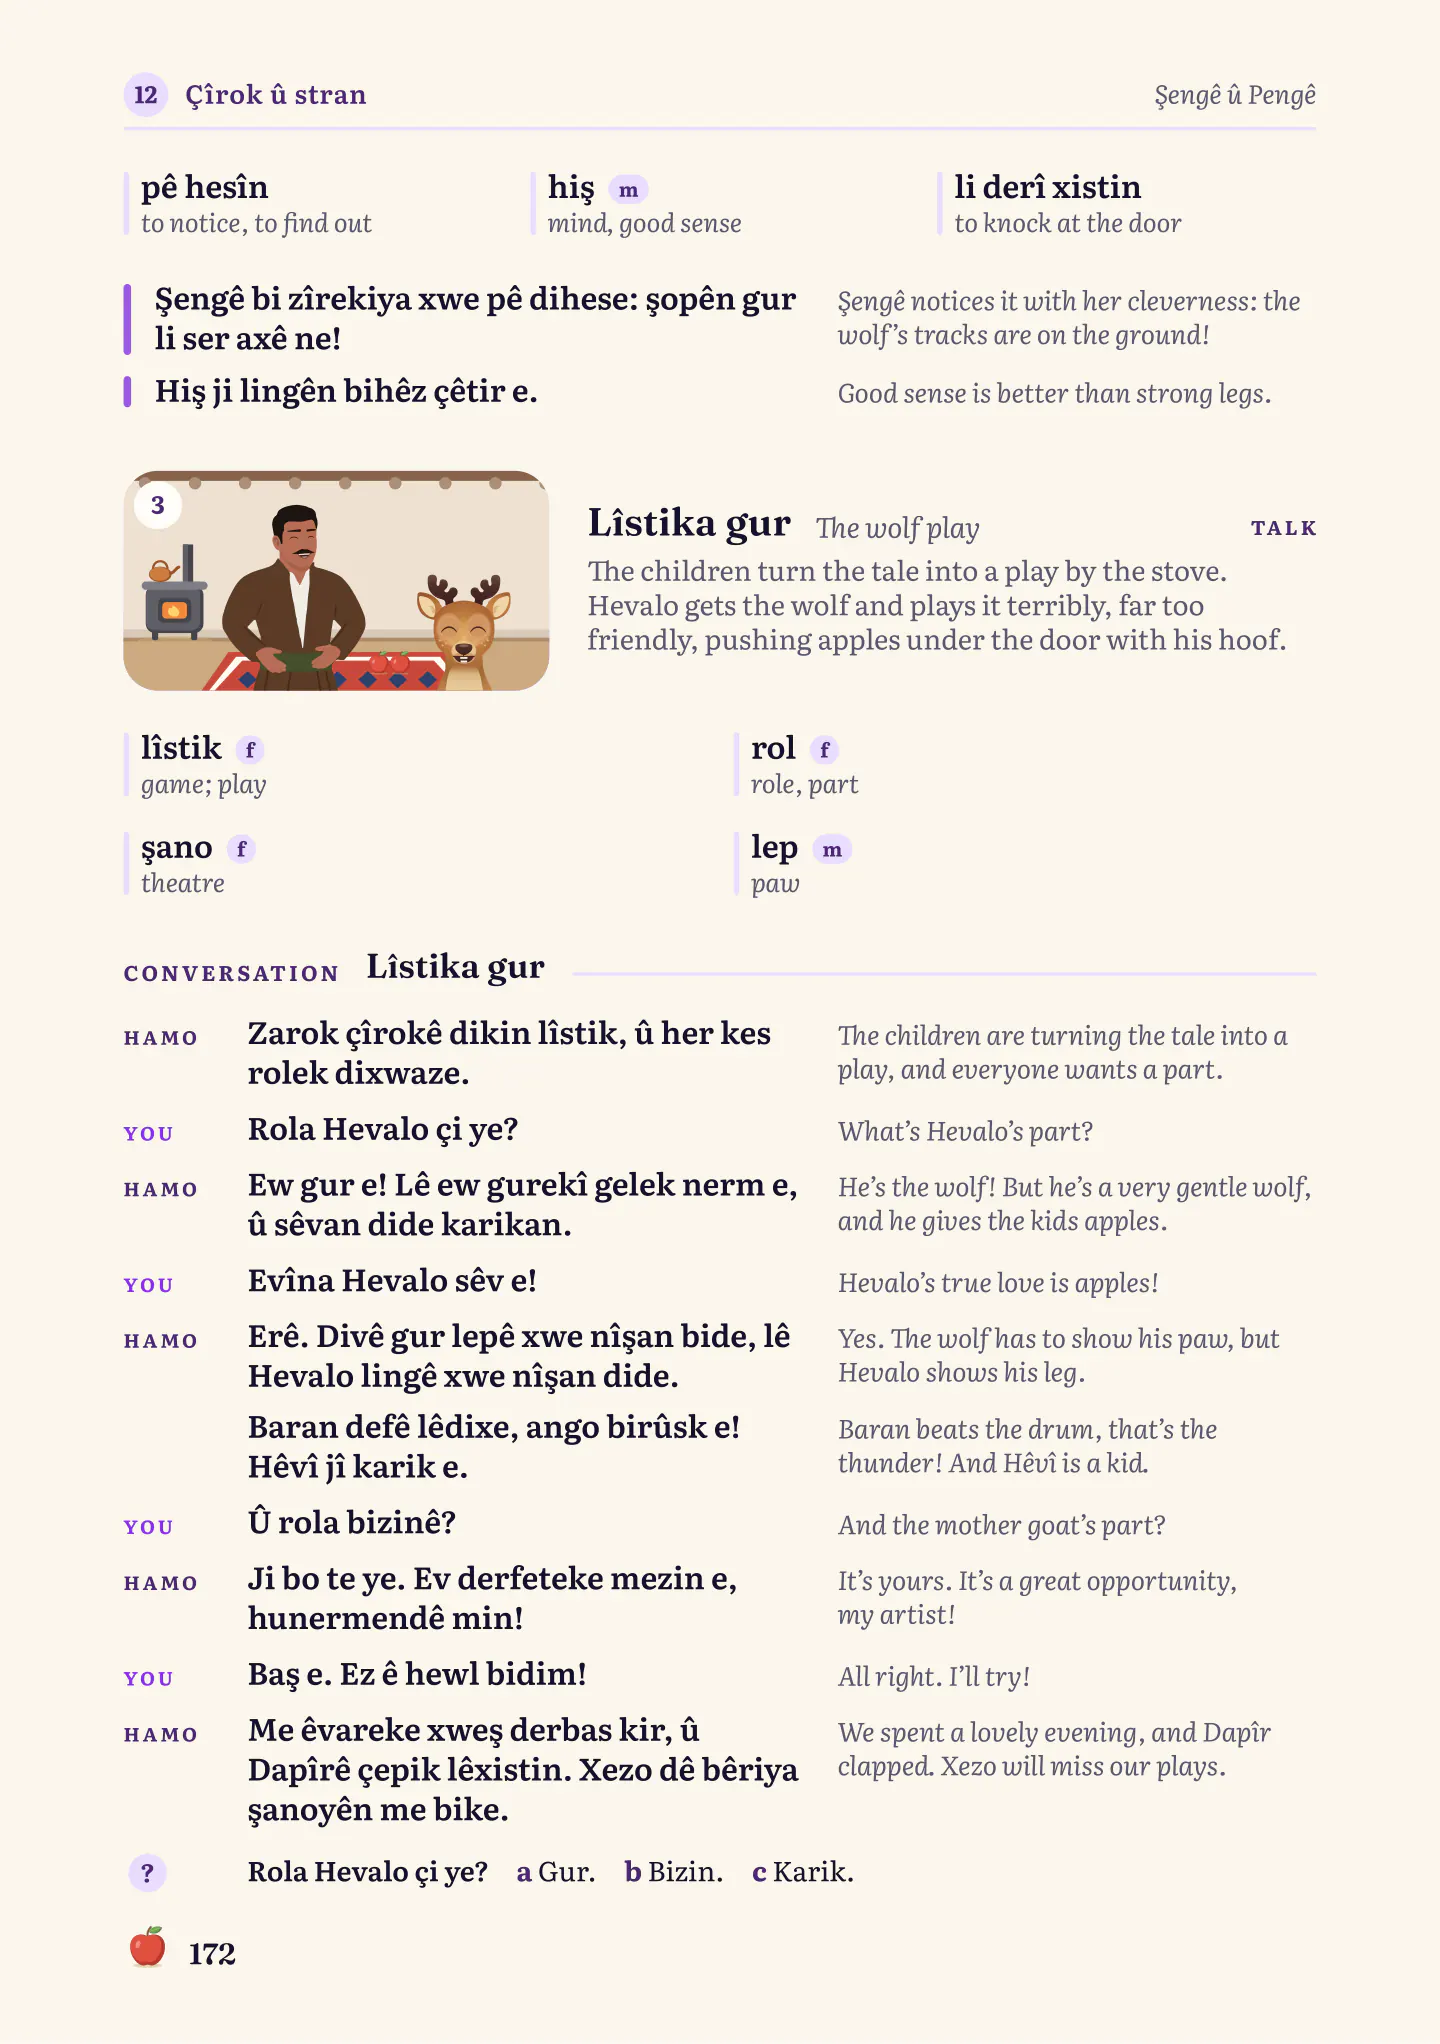 12 Çîrok û stran Şengê û Pengê
pê hesîn
to notice, to find out
hiş m
mind, good sense
li derî xistin
to knock at the door
Şengê bi zîrekiya xwe pê dihese: şopên gur
li ser axê ne!
Şengê notices it with her cleverness: the
wolf’s tracks are on the ground!
Hiş ji lingên bihêz çêtir e.
Good sense is better than strong legs.
3
Lîstika gur The wolf play TALK
The children turn the tale into a play by the stove.
Hevalo gets the wolf and plays it terribly, far too
friendly, pushing apples under the door with his hoof.
lîstik f
game; play
rol f
role, part
şano f
theatre
lep m
paw
CONVERSATION Lîstika gur
HAMO Zarok çîrokê dikin lîstik, û her kes
rolek dixwaze.
The children are turning the tale into a
play, and everyone wants a part.
YOU Rola Hevalo çi ye?
What’s Hevalo’s part?
HAMO Ew gur e! Lê ew gurekî gelek nerm e,
û sêvan dide karikan.
He’s the wolf! But he’s a very gentle wolf,
and he gives the kids apples.
YOU Evîna Hevalo sêv e!
Hevalo’s true love is apples!
HAMO Erê. Divê gur lepê xwe nîşan bide, lê
Hevalo lingê xwe nîşan dide.
Yes. The wolf has to show his paw, but
Hevalo shows his leg.
Baran defê lêdixe, ango birûsk e!
Hêvî jî karik e.
Baran beats the drum, that’s the
thunder! And Hêvî is a kid.
YOU Û rola bizinê?
And the mother goat’s part?
HAMO Ji bo te ye. Ev derfeteke mezin e,
hunermendê min!
It’s yours. It’s a great opportunity,
my artist!
YOU Baş e. Ez ê hewl bidim!
All right. I’ll try!
HAMO Me êvareke xweş derbas kir, û
Dapîrê çepik lêxistin. Xezo dê bêriya
şanoyên me bike.
We spent a lovely evening, and Dapîr
clapped. Xezo will miss our plays.
? Rola Hevalo çi ye? a Gur. b Bizin. c Karik.
172